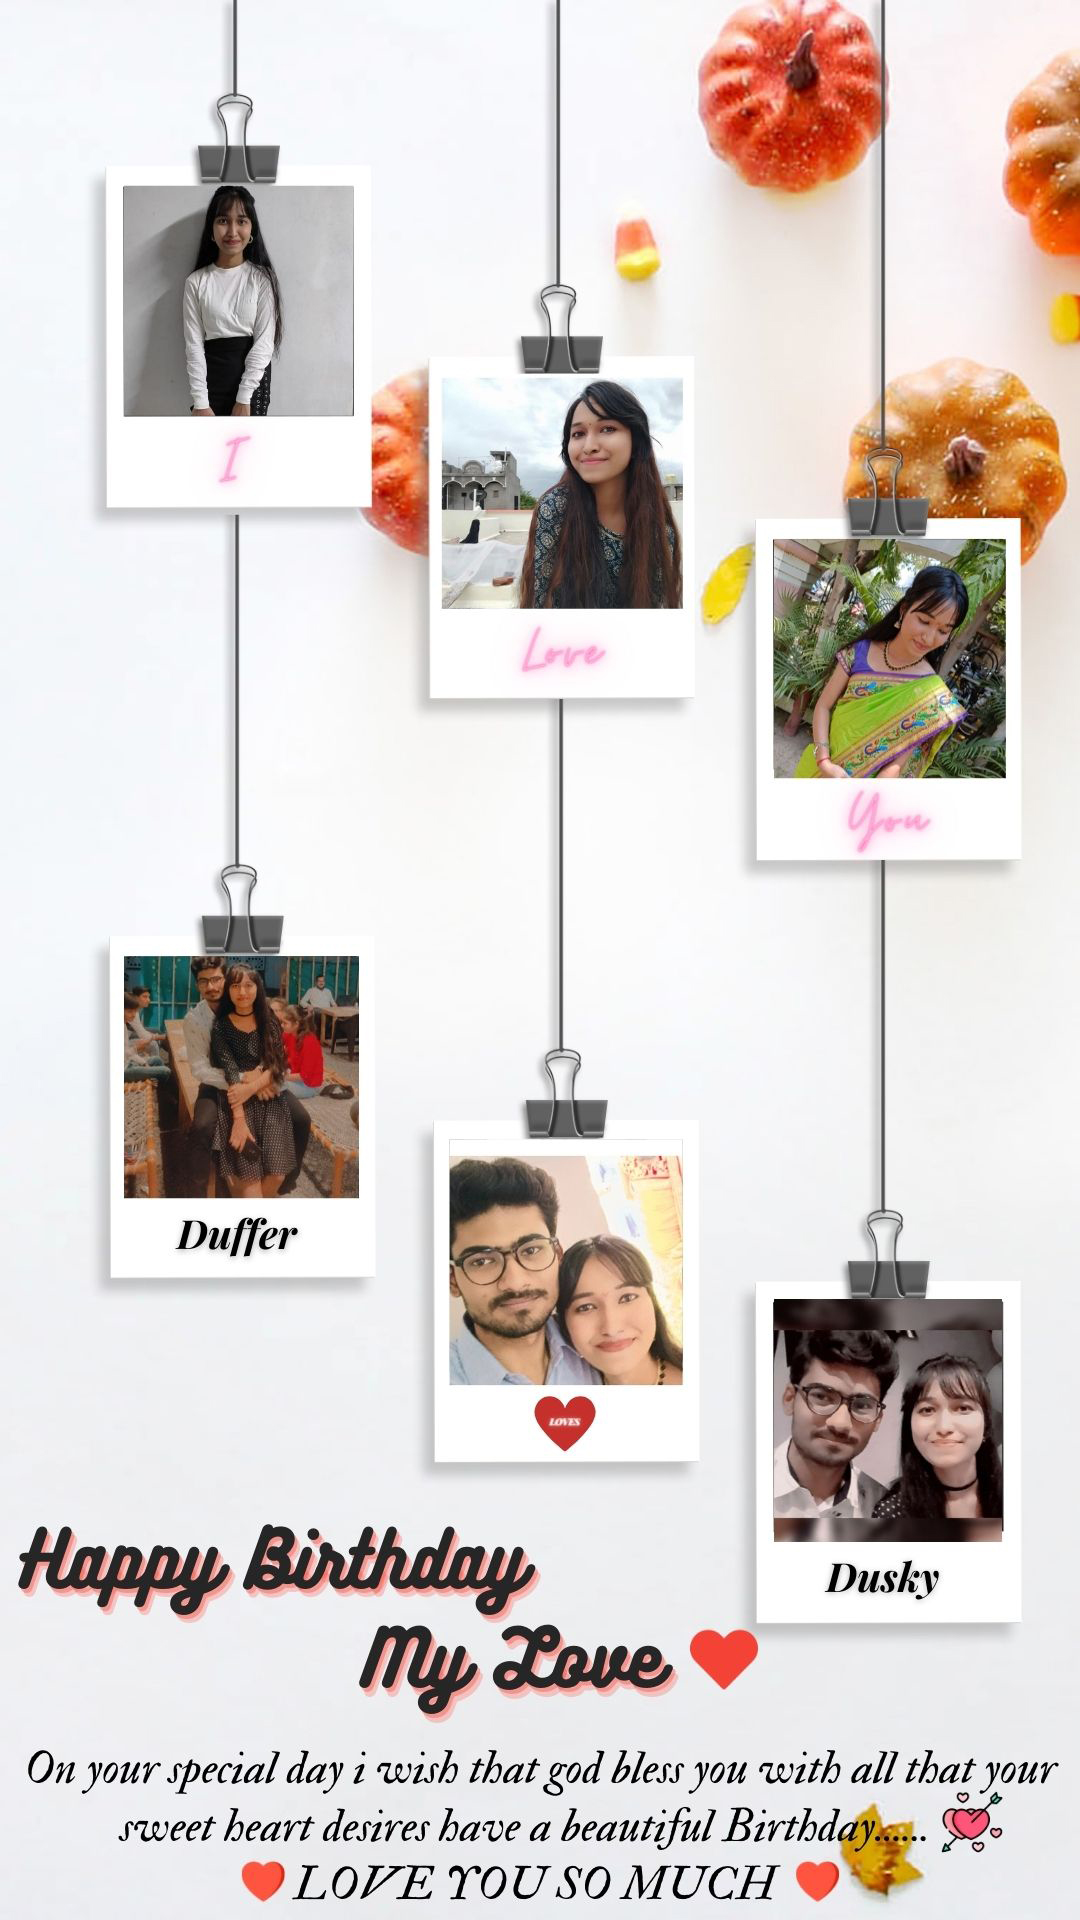 I
Love
You
Duffer
LOVES
Dusky
Happy Birthday
My Love
On your special day i wish that god bless you with all that your
sweet heart desires have a beautiful Birthday......
LOVE YOU SO MUCH